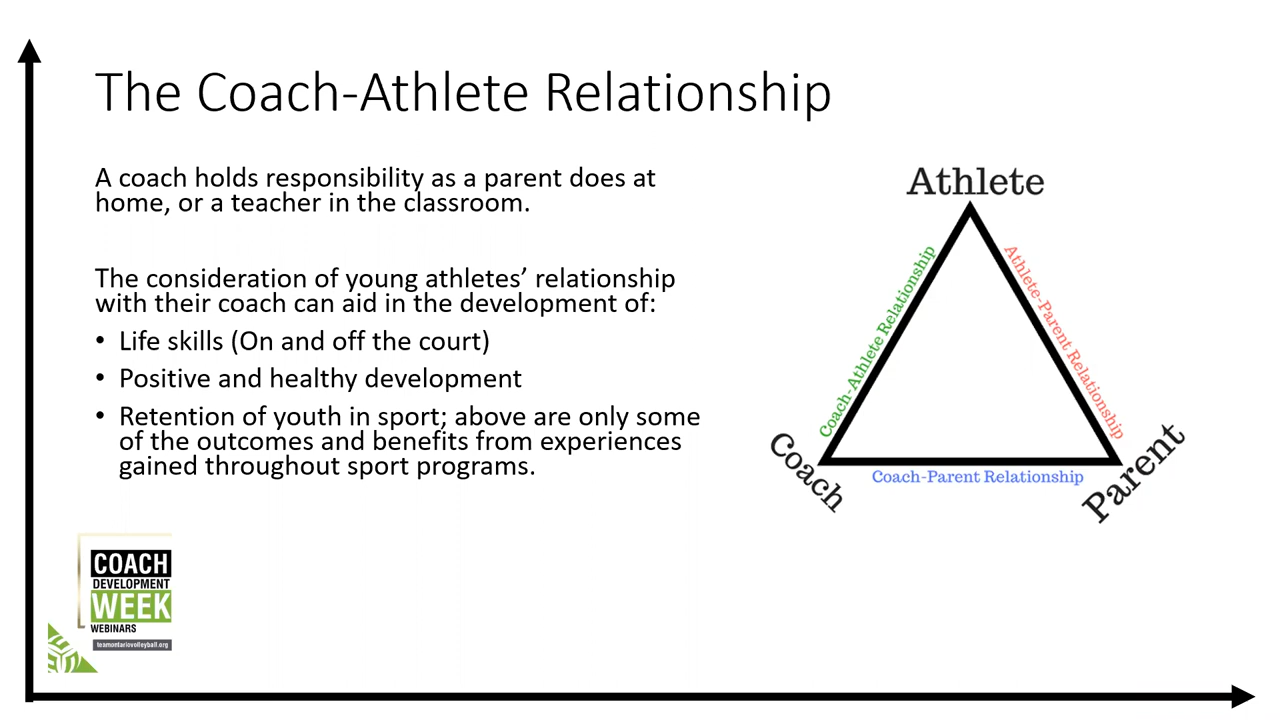 The Coach-Athlete Relationship
A coach holds responsibility as a parent does at
home, or a teacher in the classroom.
The consideration of young athletes’ relationship
with their coach can aid in the development of:
• Life skills (On and off the court)
• Positive and healthy development
• Retention of youth in sport; above are only some
of the outcomes and benefits from experiences
gained throughout sport programs.
Athlete
Coach-Athlete Relationship
Athlete-Parent Relationship
Coach
Coach-Parent Relationship
Parent
COACH
DEVELOPMENT
WEEK
WEBINARS
teamontariovolleyball.org